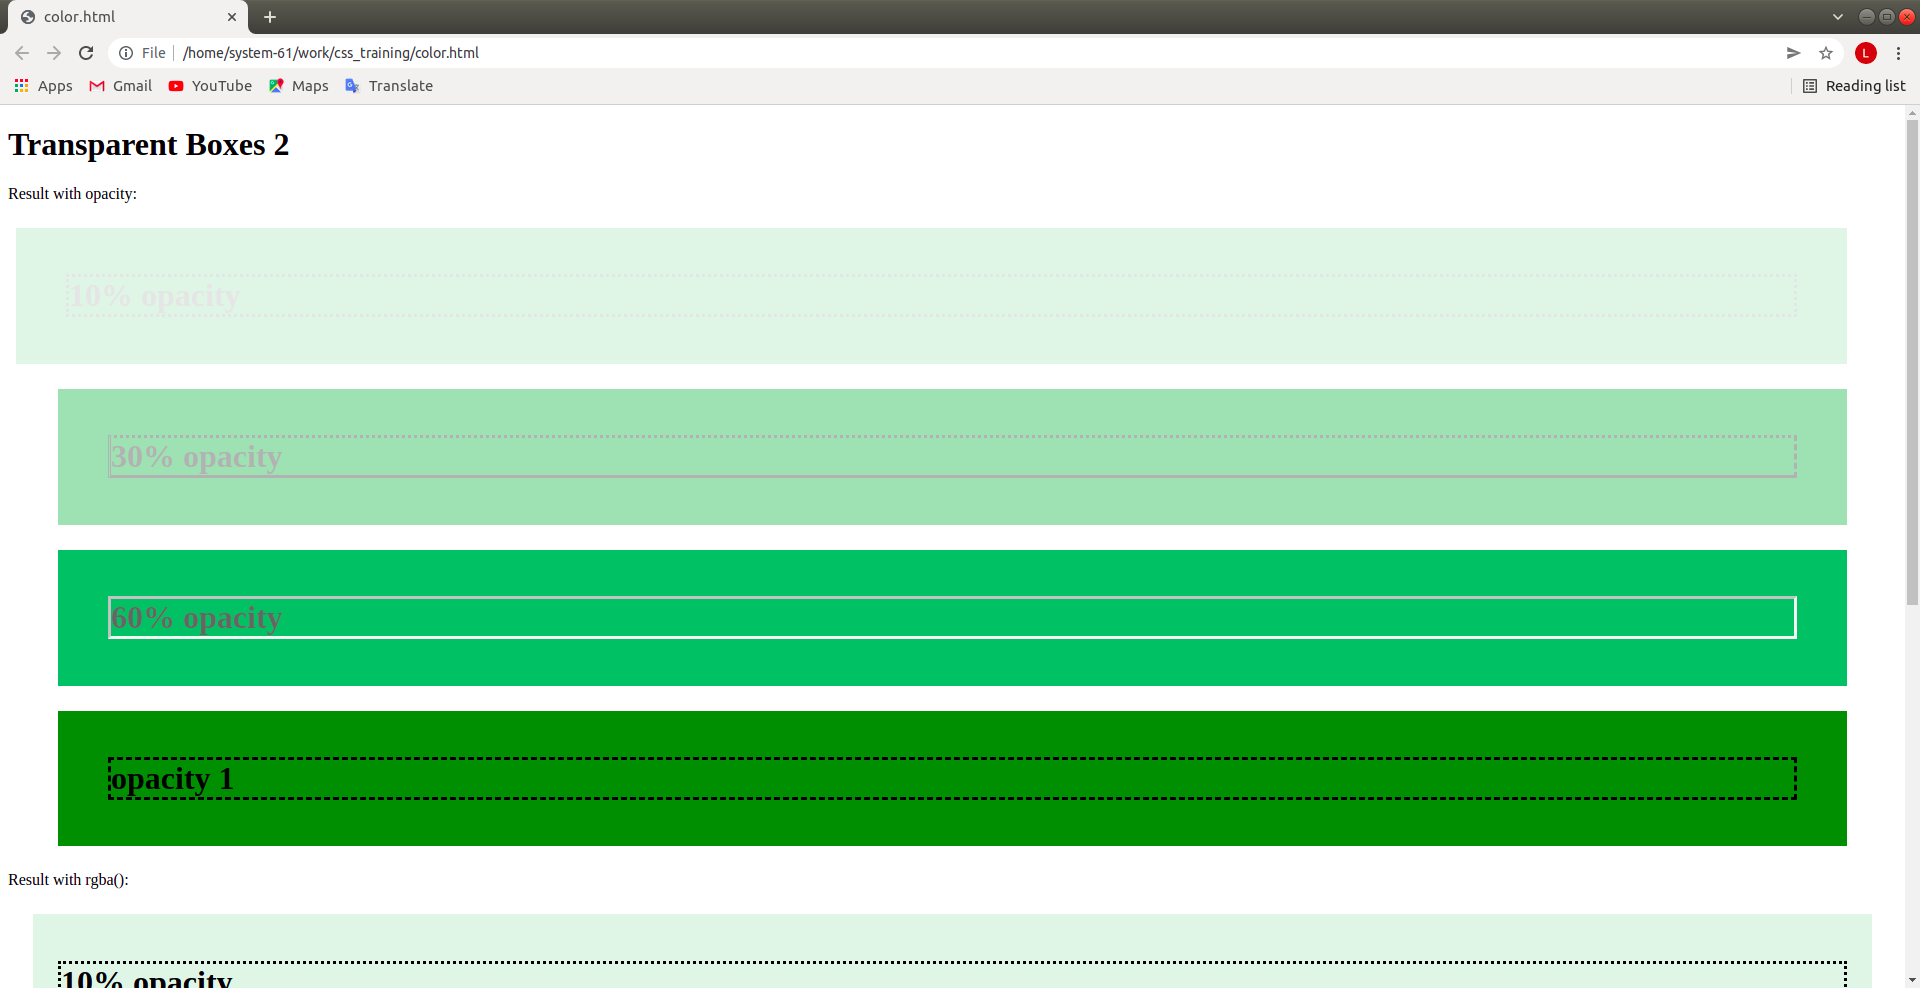 color.html
File
/home/system-61/work/css_training/color.html
L
Apps Gmail YouTube Maps Translate
Reading list
Transparent Boxes 2
Result with opacity:
10% opacity
30% opacity
60% opacity
opacity 1
Result with rgba():
10% opacity